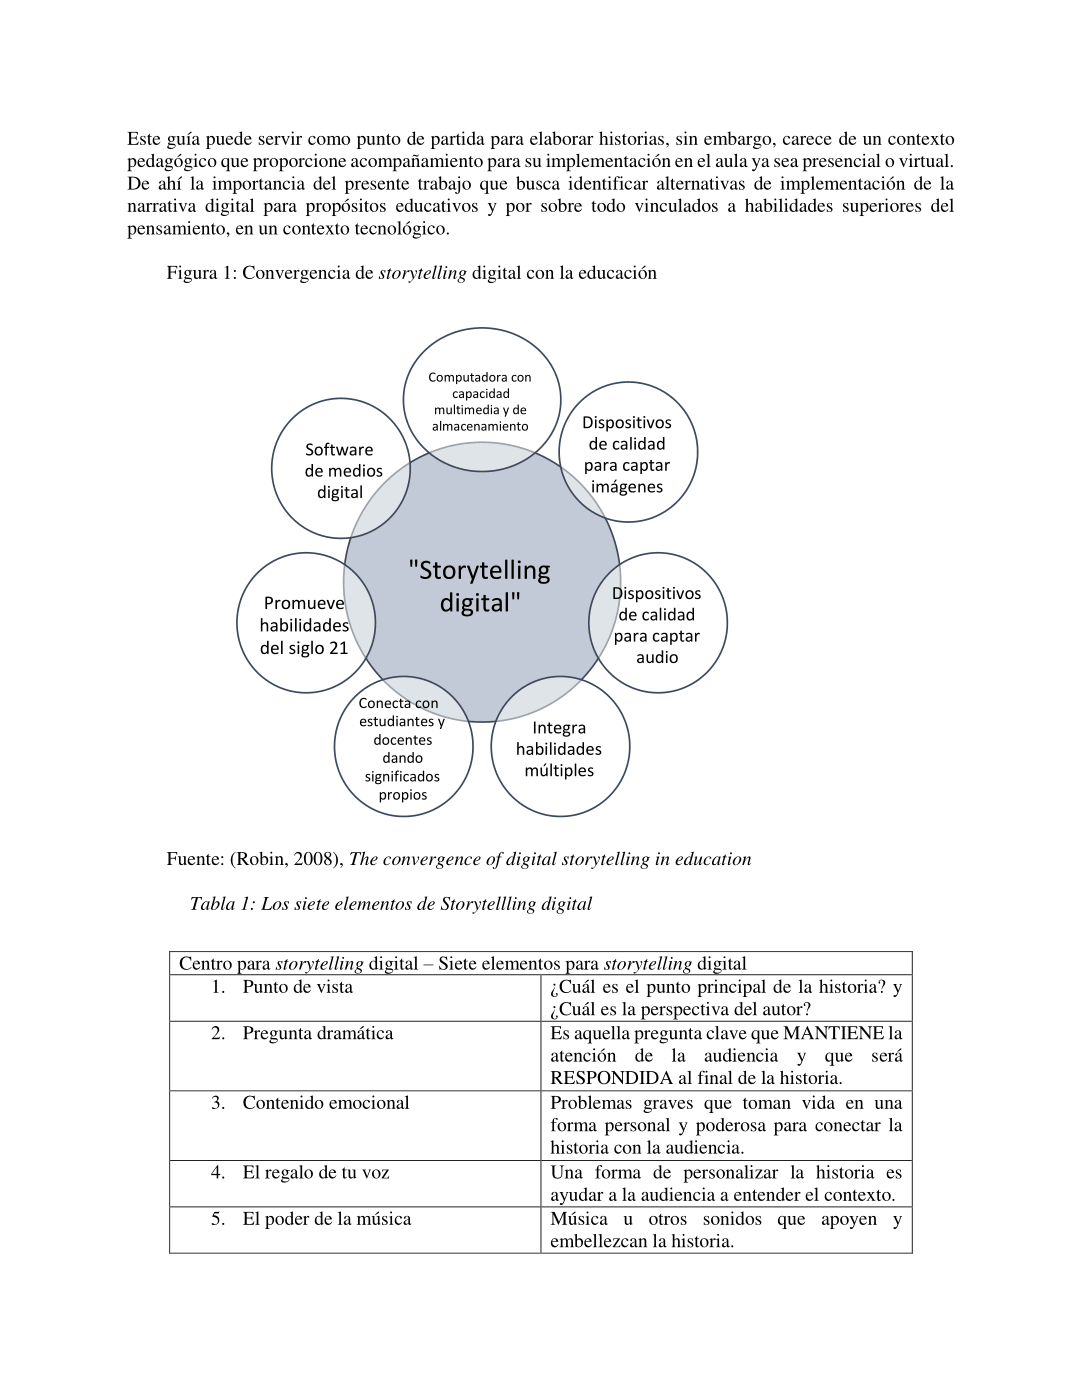 Este guía puede servir como punto de partida para elaborar historias, sin embargo, carece de un contexto
pedagógico que proporcione acompañamiento para su implementación en el aula ya sea presencial o virtual.
De ahí la importancia del presente trabajo que busca identificar alternativas de implementación de la
narrativa digital para propósitos educativos y por sobre todo vinculados a habilidades superiores del
pensamiento, en un contexto tecnológico.
Figura 1: Convergencia de storytelling digital con la educación
Computadora con
capacidad
multimedia y de
almacenamiento
Dispositivos
de calidad
para captar
imágenes
Software
de medios
digital
"Storytelling
digital"
Dispositivos
de calidad
para captar
audio
Promueve
habilidades
del siglo 21
Conecta con
estudiantes y
docentes
dando
significados
propios
Integra
habilidades
múltiples
Fuente: (Robin, 2008), The convergence of digital storytelling in education
Tabla 1: Los siete elementos de Storytellling digital
Centro para storytelling digital – Siete elementos para storytelling digital
1. Punto de vista
¿Cuál es el punto principal de la historia? y
¿Cuál es la perspectiva del autor?
2. Pregunta dramática
Es aquella pregunta clave que MANTIENE la
atención de la audiencia y que será
RESPONDIDA al final de la historia.
3. Contenido emocional
Problemas graves que toman vida en una
forma personal y poderosa para conectar la
historia con la audiencia.
4. El regalo de tu voz
Una forma de personalizar la historia es
ayudar a la audiencia a entender el contexto.
5. El poder de la música
Música u otros sonidos que apoyen y
embellezcan la historia.